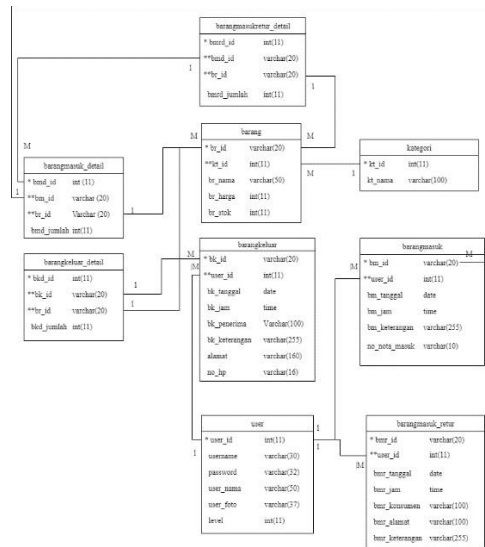 barangmasukretur_detail
* bmrd_id int(11)
**bmd_id varchar(20)
**br_id varchar(20)
bmrd_jumlah int(11)
1
1
barang
* br_id varchar(20)
**kt_id int(11)
br_nama varchar(50)
br_harga int(11)
br_stok int(11)
M
M
M
kategori
* kt_id int(11)
kt_nama varchar(100)
1
M
barangmasuk_detail
* bmd_id int (11)
**bm_id varchar (20)
**br_id Varchar (20)
bmd_jumlah int(11)
1
1
barangkeluar_detail
* bkd_id int(11)
**bk_id varchar(20)
**br_id varchar(20)
bkd_jumlah int(11)
1
1
M
M
barangkeluar
* bk_id varchar(20)
**user_id int(11)
bk_tanggal date
bk_jam time
bk_penerima Varchar(100)
bk_keterangan varchar(255)
alamat varchar(160)
no_hp varchar(16)
M
barangmasuk
* bm_id varchar(20)
**user_id int(11)
bm_tanggal date
bm_jam time
bm_keterangan varchar(255)
no_nota_masuk varchar(10)
M
user
* user_id int(11)
username varchar(30)
password varchar(32)
user_nama varchar(50)
user_foto varchar(37)
level int(11)
1
1
1
M
barangmasuk_retur
* bmr_id varchar(20)
**user_id int(11)
bmr_tanggal date
bmr_jam time
bmr_konsumen varchar(100)
bmr_alamat varchar(100)
bmr_keterangan varchar(255)